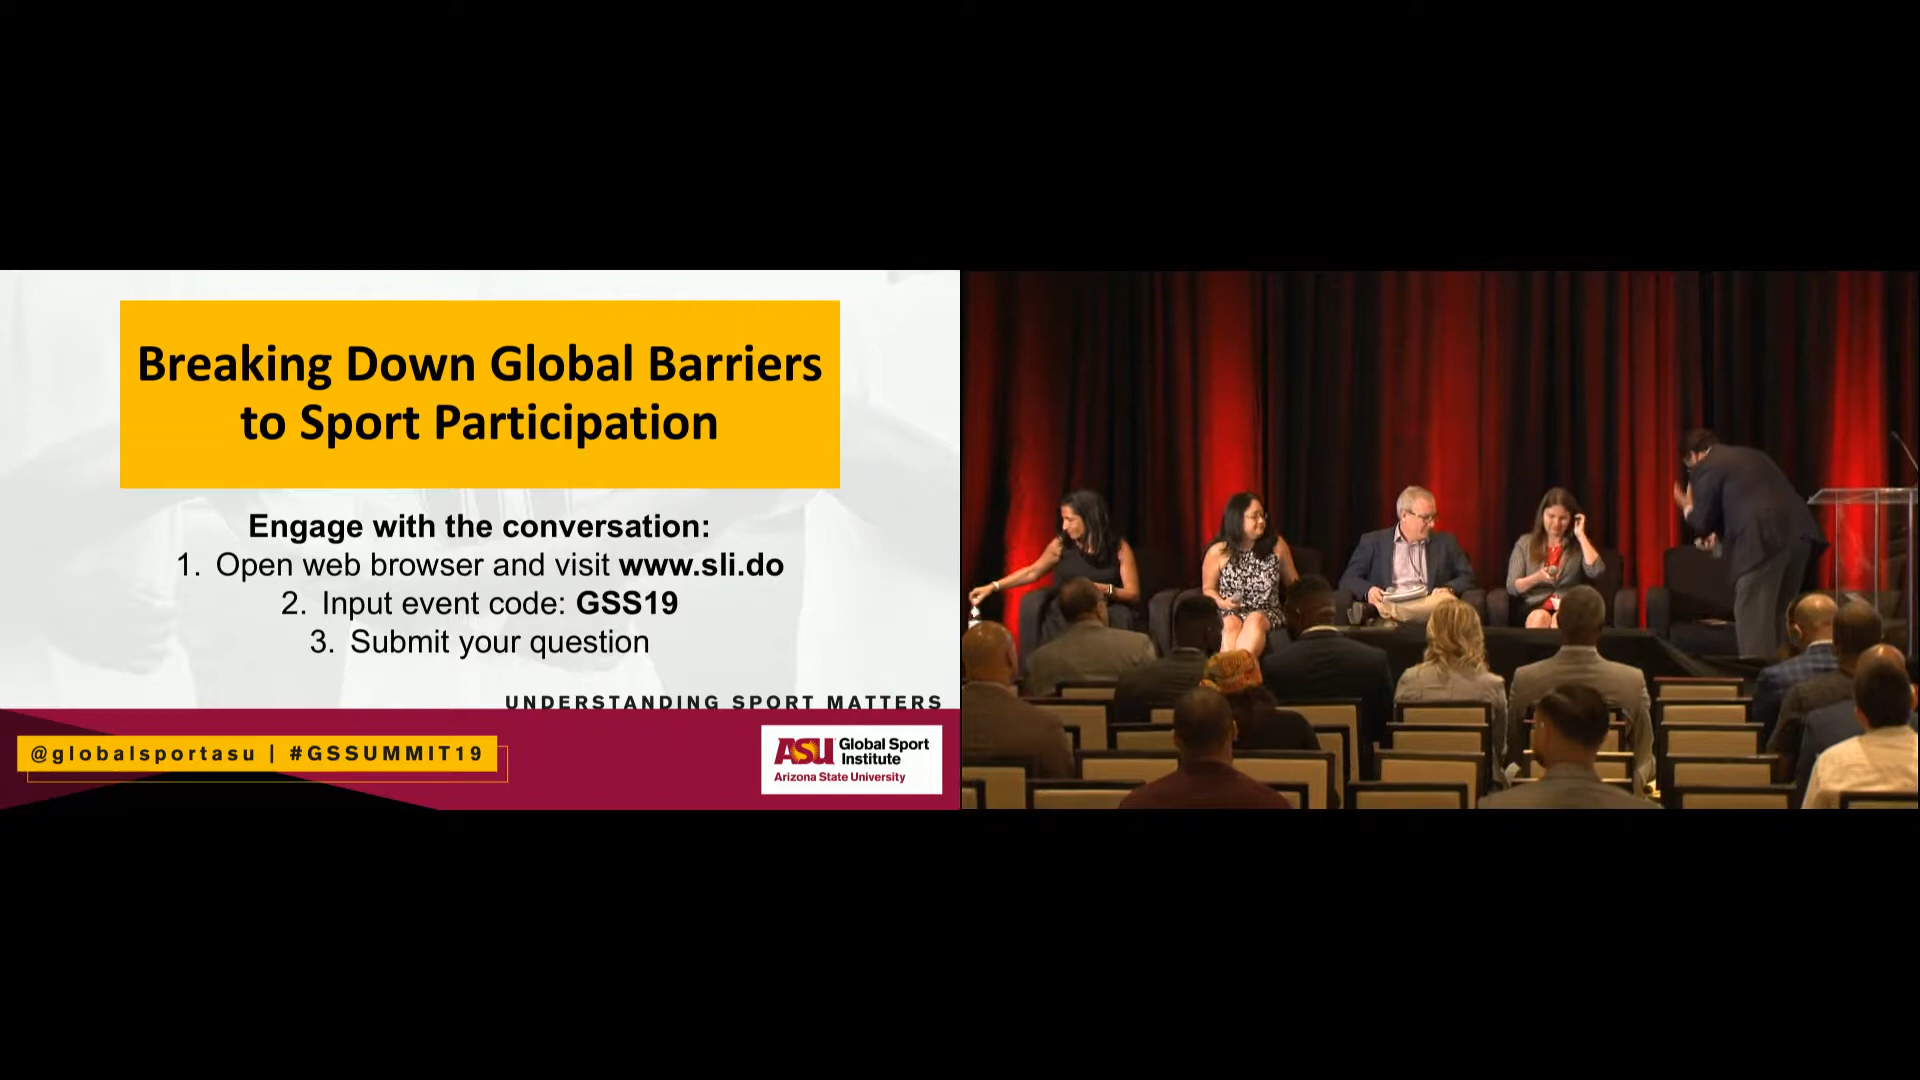 Breaking Down Global Barriers
to Sport Participation
Engage with the conversation:
1. Open web browser and visit www.sli.do
2. Input event code: GSS19
3. Submit your question
UNDERSTANDING SPORT MATTERS
@globalsportasu | #GSSUMMIT19
ASU Global Sport
Institute
Arizona State University